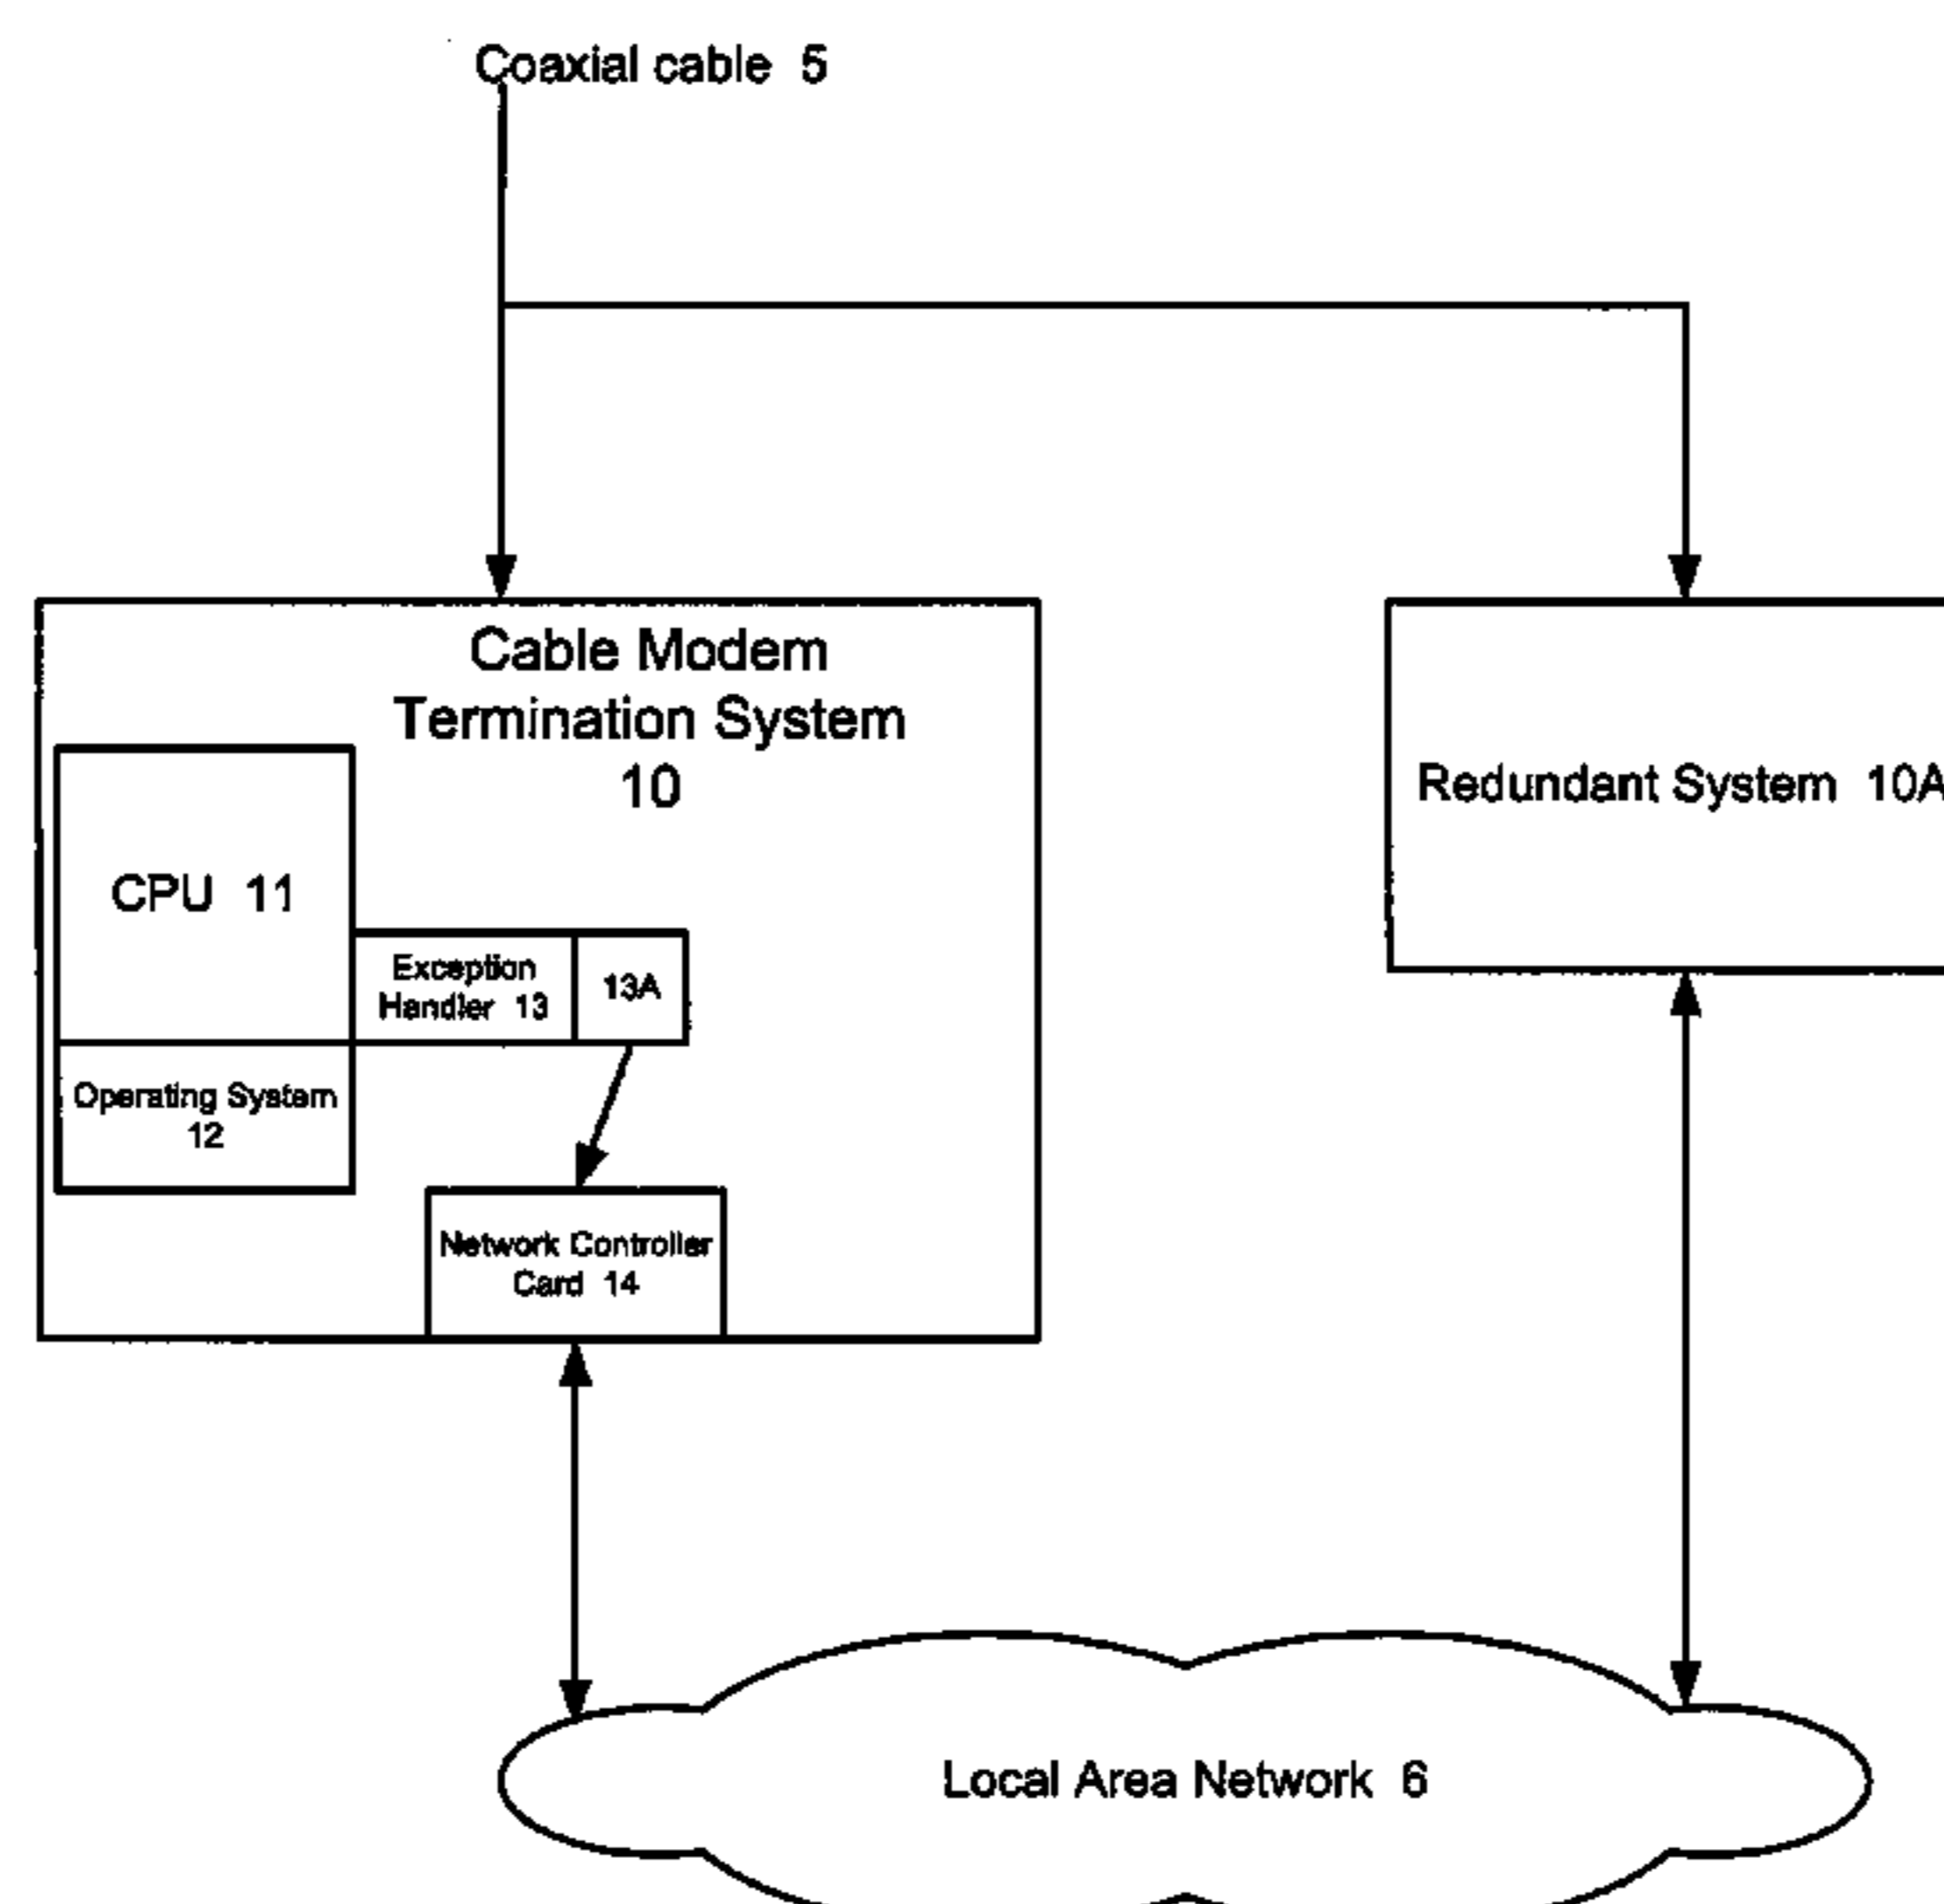 Coaxial cable 5
Cable Modem
Termination System
10
Redundant System 10A
CPU 11
Exception
Handler 13
13A
Operating System
12
Network Controller
Card 14
Local Area Network 6